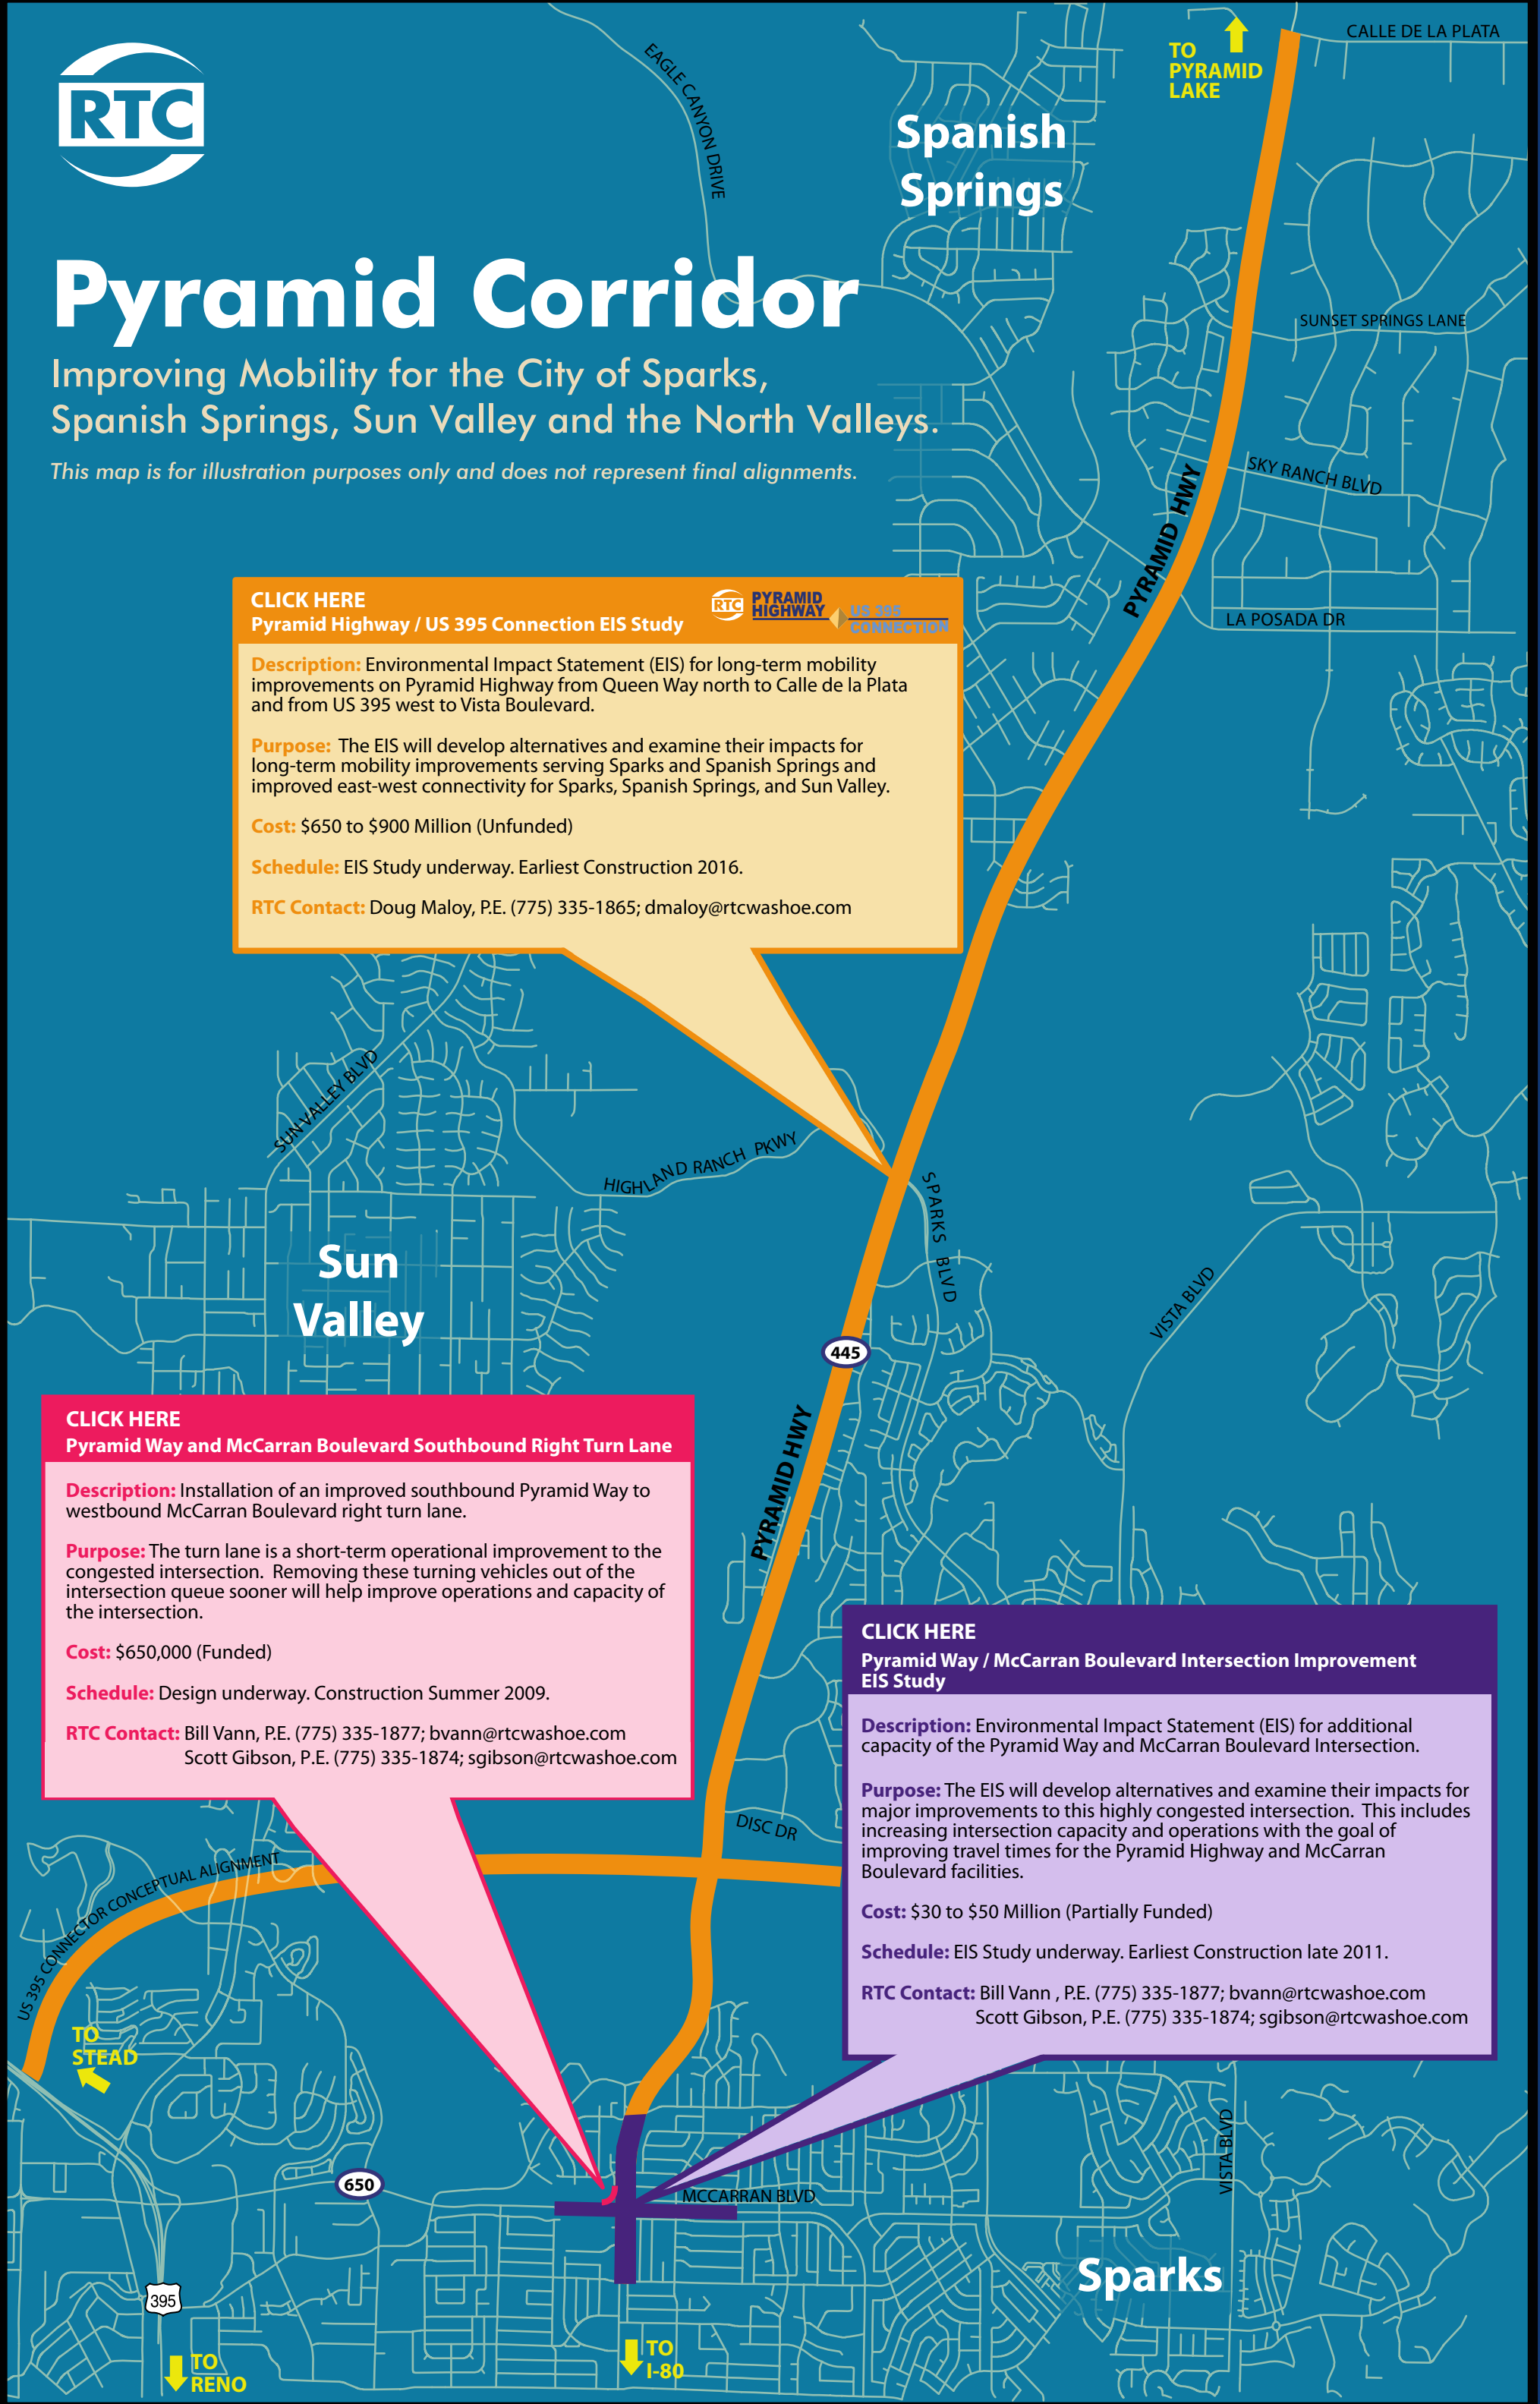 RTC
Pyramid Corridor
Improving Mobility for the City of Sparks,
Spanish Springs, Sun Valley and the North Valleys.
This map is for illustration purposes only and does not represent final alignments.
TO
PYRAMID
LAKE
CALLE DE LA PLATA
EAGLE CANYON DRIVE
Spanish
Springs
SUNSET SPRINGS LANE
SKY RANCH BLVD
PYRAMID HWY
LA POSADA DR
CLICK HERE
Pyramid Highway / US 395 Connection EIS Study
RTC
PYRAMID
HIGHWAY
US 395
CONNECTION
Description: Environmental Impact Statement (EIS) for long-term mobility
improvements on Pyramid Highway from Queen Way north to Calle de la Plata
and from US 395 west to Vista Boulevard.
Purpose: The EIS will develop alternatives and examine their impacts for
long-term mobility improvements serving Sparks and Spanish Springs and
improved east-west connectivity for Sparks, Spanish Springs, and Sun Valley.
Cost: $650 to $900 Million (Unfunded)
Schedule: EIS Study underway. Earliest Construction 2016.
RTC Contact: Doug Maloy, P.E. (775) 335-1865; dmaloy@rtcwashoe.com
SUN VALLEY BLVD
HIGHLAND RANCH PKWY
SPARKS BLVD
Sun
Valley
VISTA BLVD
445
PYRAMID HWY
CLICK HERE
Pyramid Way and McCarran Boulevard Southbound Right Turn Lane
Description: Installation of an improved southbound Pyramid Way to
westbound McCarran Boulevard right turn lane.
Purpose: The turn lane is a short-term operational improvement to the
congested intersection. Removing these turning vehicles out of the
intersection queue sooner will help improve operations and capacity of
the intersection.
Cost: $650,000 (Funded)
Schedule: Design underway. Construction Summer 2009.
RTC Contact: Bill Vann, P.E. (775) 335-1877; bvann@rtcwashoe.com
Scott Gibson, P.E. (775) 335-1874; sgibson@rtcwashoe.com
CLICK HERE
Pyramid Way / McCarran Boulevard Intersection Improvement
EIS Study
Description: Environmental Impact Statement (EIS) for additional
capacity of the Pyramid Way and McCarran Boulevard Intersection.
Purpose: The EIS will develop alternatives and examine their impacts for
major improvements to this highly congested intersection. This includes
increasing intersection capacity and operations with the goal of
improving travel times for the Pyramid Highway and McCarran
Boulevard facilities.
Cost: $30 to $50 Million (Partially Funded)
Schedule: EIS Study underway. Earliest Construction late 2011.
RTC Contact: Bill Vann , P.E. (775) 335-1877; bvann@rtcwashoe.com
Scott Gibson, P.E. (775) 335-1874; sgibson@rtcwashoe.com
DISC DR
US 395 CONNECTOR CONCEPTUAL ALIGNMENT
TO
STEAD
650
MCCARRAN BLVD
VISTA BLVD
Sparks
395
TO
RENO
TO
I-80